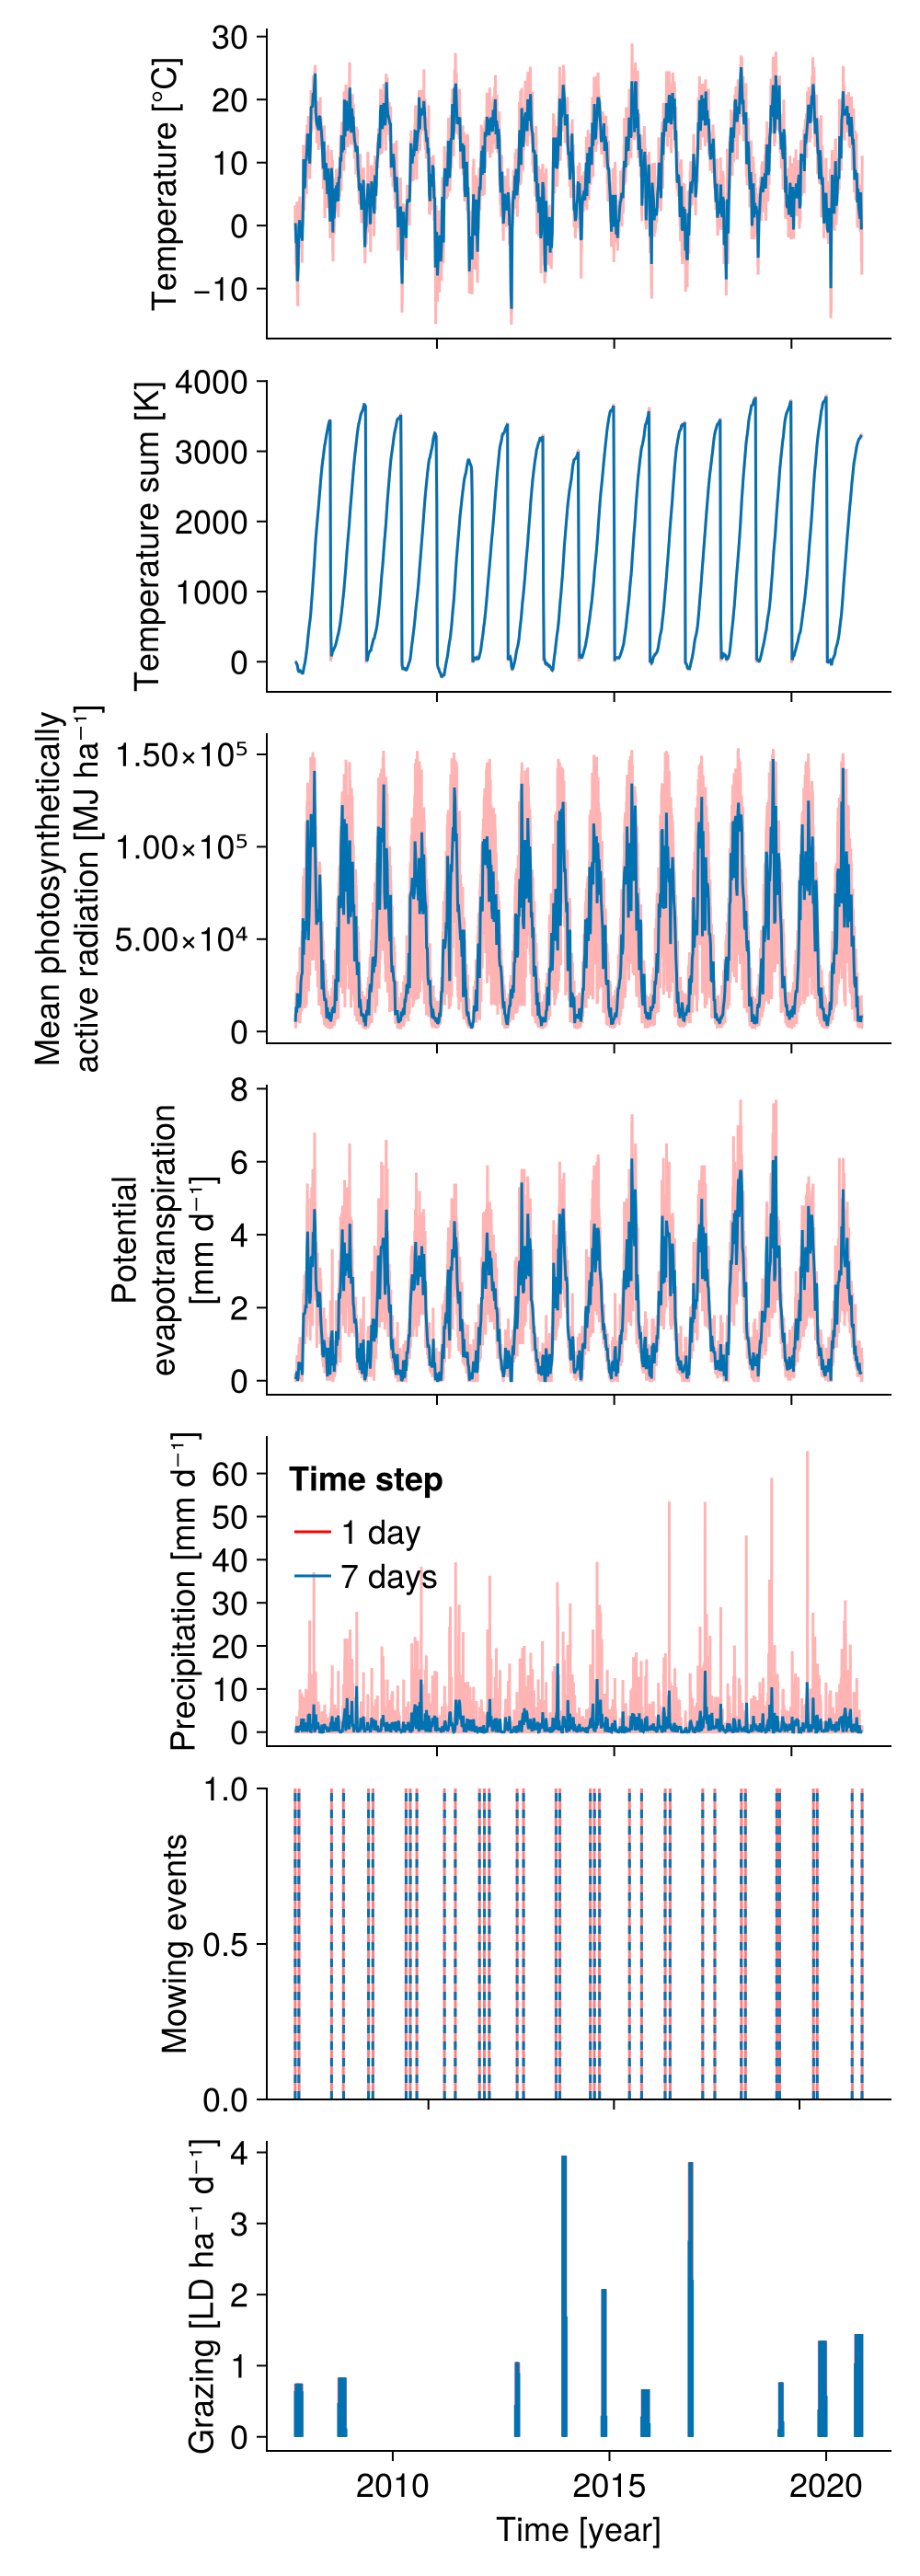 Temperature [°C]
30
20
10
0
−10
Temperature sum [K]
4000
3000
2000
1000
0
Mean photosynthetically
active radiation [MJ ha⁻¹]
1.50×10⁵
1.00×10⁵
5.00×10⁴
0
Potential
evapotranspiration
[mm d⁻¹]
8
6
4
2
0
Precipitation [mm d⁻¹]
60
50
40
30
20
10
0
Time step
1 day
7 days
Mowing events
1.0
0.5
0.0
Grazing [LD ha⁻¹ d⁻¹]
4
3
2
1
0
2010 2015 2020
Time [year]